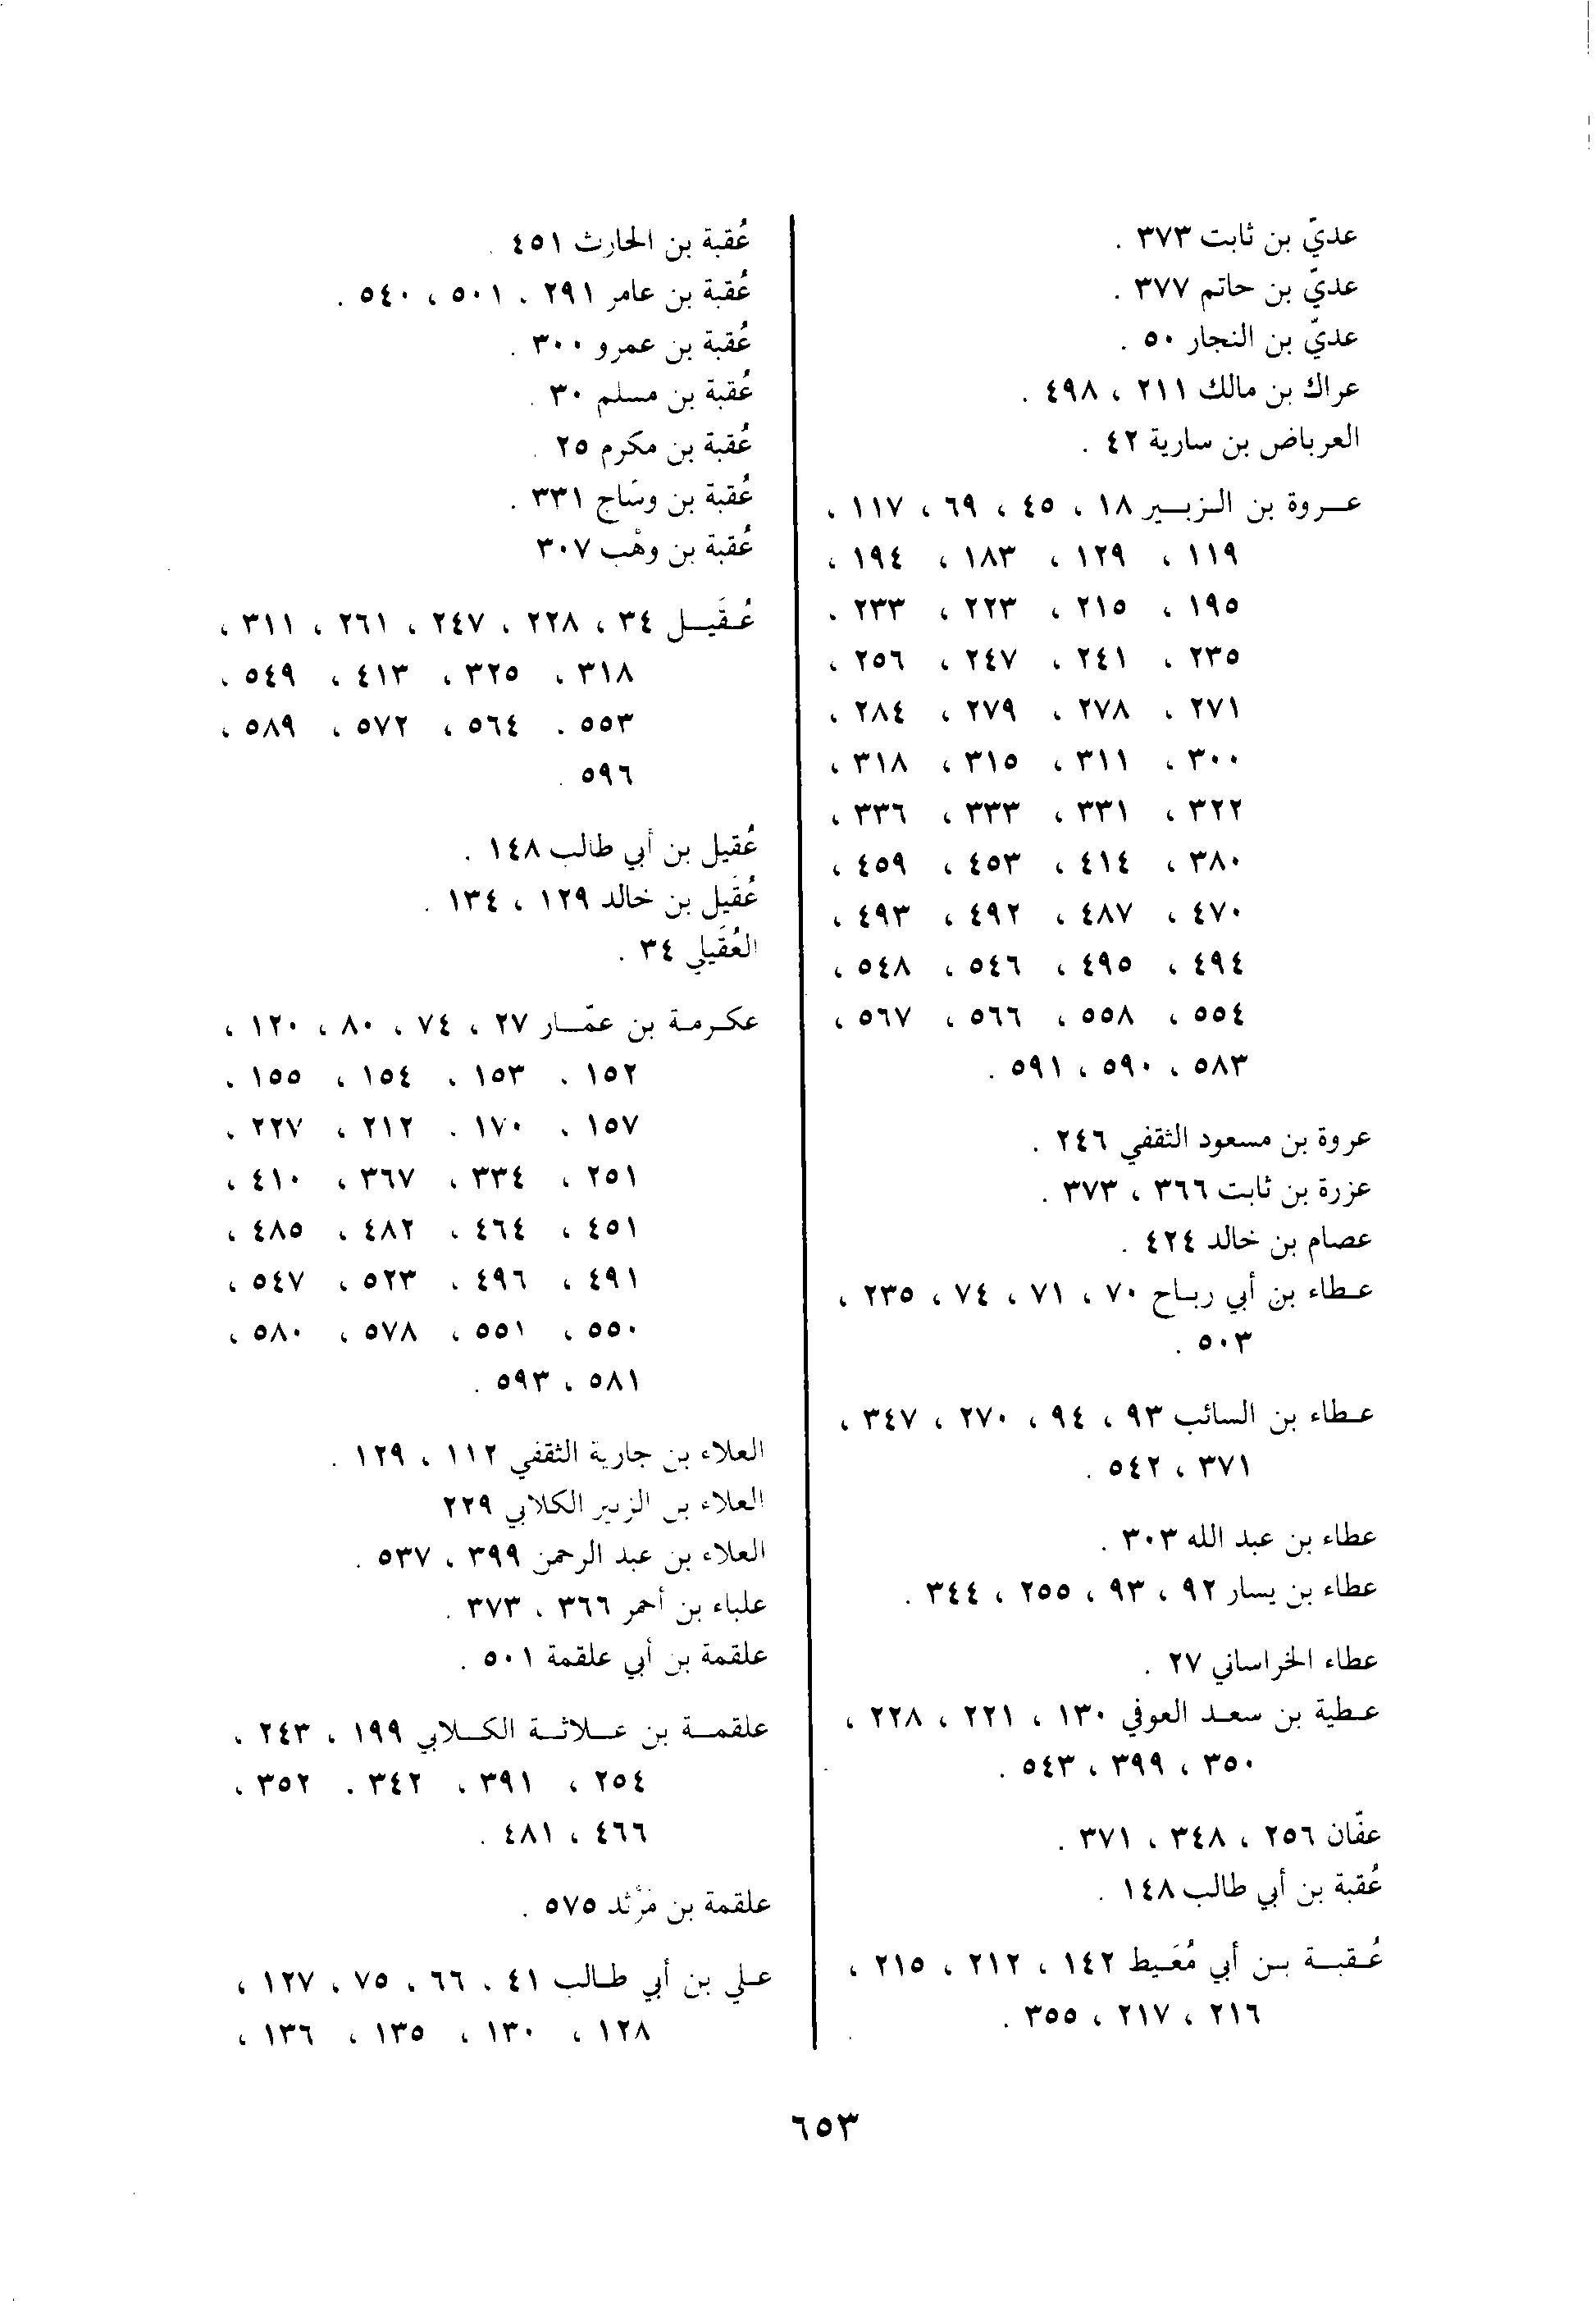 عديّ بن ثابت ٣٧٣ .
عديّ بن حاتم ٣٧٧ .
عديّ بن النجار ٥٠ .
عراك بن مالك ٢١١ ، ٤٩٨ .
العرباض بن سارية ٤٢ .
عروة بن الزبير ١٨ ، ٤٥ ، ٦٩ ، ١١٧ ،
١١٩ ، ١٢٩ ، ١٨٣ ، ١٩٤ ،
١٩٥ ، ٢١٥ ، ٢٢٣ ، ٢٣٣ ،
٢٣٥ ، ٢٤١ ، ٢٤٧ ، ٢٥٦ ،
٢٧١ ، ٢٧٨ ، ٢٧٩ ، ٢٨٤ ،
٣٠٠ ، ٣١١ ، ٣١٥ ، ٣١٨ ،
٣٢٢ ، ٣٣١ ، ٣٣٣ ، ٣٣٦ ،
٣٨٠ ، ٤١٤ ، ٤٥٣ ، ٤٥٩ ،
٤٧٠ ، ٤٨٧ ، ٤٩٢ ، ٤٩٣ ،
٤٩٤ ، ٤٩٥ ، ٥٤٦ ، ٥٤٨ ،
٥٥٤ ، ٥٥٨ ، ٥٦٦ ، ٥٦٧ ،
٥٨٣ ، ٥٩٠ ، ٥٩١ .
عروة بن مسعود الثقفي ٢٤٦ .
عزرة بن ثابت ٣٦٦ ، ٣٧٣ .
عصام بن خالد ٤٢٤ .
عطاء بن أبي رباح ٧٠ ، ٧١ ، ٧٤ ، ٢٣٥ ،
٥٠٣ .
عطاء بن السائب ٩٣ ، ٩٤ ، ٢٧٠ ، ٣٤٧ ،
٣٧١ ، ٥٤٢ .
عطاء بن عبد الله ٣٠٣ .
عطاء بن يسار ٩٢ ، ٩٣ ، ٢٥٥ ، ٣٤٤ .
عطاء الخراساني ٢٧ .
عطية بن سعد العوفي ١٣٠ ، ٢٢١ ، ٢٢٨ ،
٣٥٠ ، ٣٩٩ ، ٥٤٣ .
عفّان ٢٥٦ ، ٣٤٨ ، ٣٧١ .
عُقبة بن أبي طالب ١٤٨ .
عُقبة بن أبي مُعَيط ١٤٢ ، ٢١٢ ، ٢١٥ ،
٢١٦ ، ٢١٧ ، ٣٥٥ .
عُقبة بن الحارث ٤٥١ .
عُقبة بن عامر ٢٩١ ، ٥٠١ ، ٥٤٠ .
عُقبة بن عمرو ٣٠٠ .
عُقبة بن مسلم ٣٠ .
عُقبة بن مكرم ٢٥ .
عُقبة بن وسّاج ٣٣١ .
عُقبة بن وهْب ٣٠٧
عُقَيل ٣٤ ، ٢٢٨ ، ٢٤٧ ، ٢٦١ ، ٣١١ ،
٣١٨ ، ٣٢٥ ، ٤١٣ ، ٥٤٩ ،
٥٥٣ ، ٥٦٤ ، ٥٧٢ ، ٥٨٩ ،
٥٩٦ .
عُقيل بن أبي طالب ١٤٨ .
عُقَيل بن خالد ١٢٩ ، ١٣٤ .
العُقَيلي ٣٤ .
عكرمة بن عمّار ٢٧ ، ٧٤ ، ٨٠ ، ١٢٠ ،
١٥٢ ، ١٥٣ ، ١٥٤ ، ١٥٥ ،
١٥٧ ، ١٧٠ ، ٢١٢ ، ٢٢٧ ،
٢٥١ ، ٣٣٤ ، ٣٦٧ ، ٤١٠ ،
٤٥١ ، ٤٦٤ ، ٤٨٢ ، ٤٨٥ ،
٤٩١ ، ٤٩٦ ، ٥٢٣ ، ٥٤٧ ،
٥٥٠ ، ٥٥١ ، ٥٧٨ ، ٥٨٠ ،
٥٨١ ، ٥٩٣ .
العلاء بن جارية الثقفي ١١٢ ، ١٢٩ .
العلاء بن الزبير الكلابي ٢٢٩
العلاء بن عبد الرحمن ٣٩٩ ، ٥٣٧ .
علباء بن أحمر ٣٦٦ ، ٣٧٣ .
علقمة بن أبي علقمة ٥٠١ .
علقمة بن علاثة الكلابي ١٩٩ ، ٢٤٣ ،
٢٥٤ ، ٣٩١ ، ٣٤٢ ، ٣٥٢ ،
٤٦٦ ، ٤٨١ .
علقمة بن مَرْثد ٥٧٥ .
علي بن أبي طالب ٤١ ، ٦٦ ، ٧٥ ، ١٢٧ ،
١٢٨ ، ١٣٠ ، ١٣٥ ، ١٣٦ ،
٦٥٣